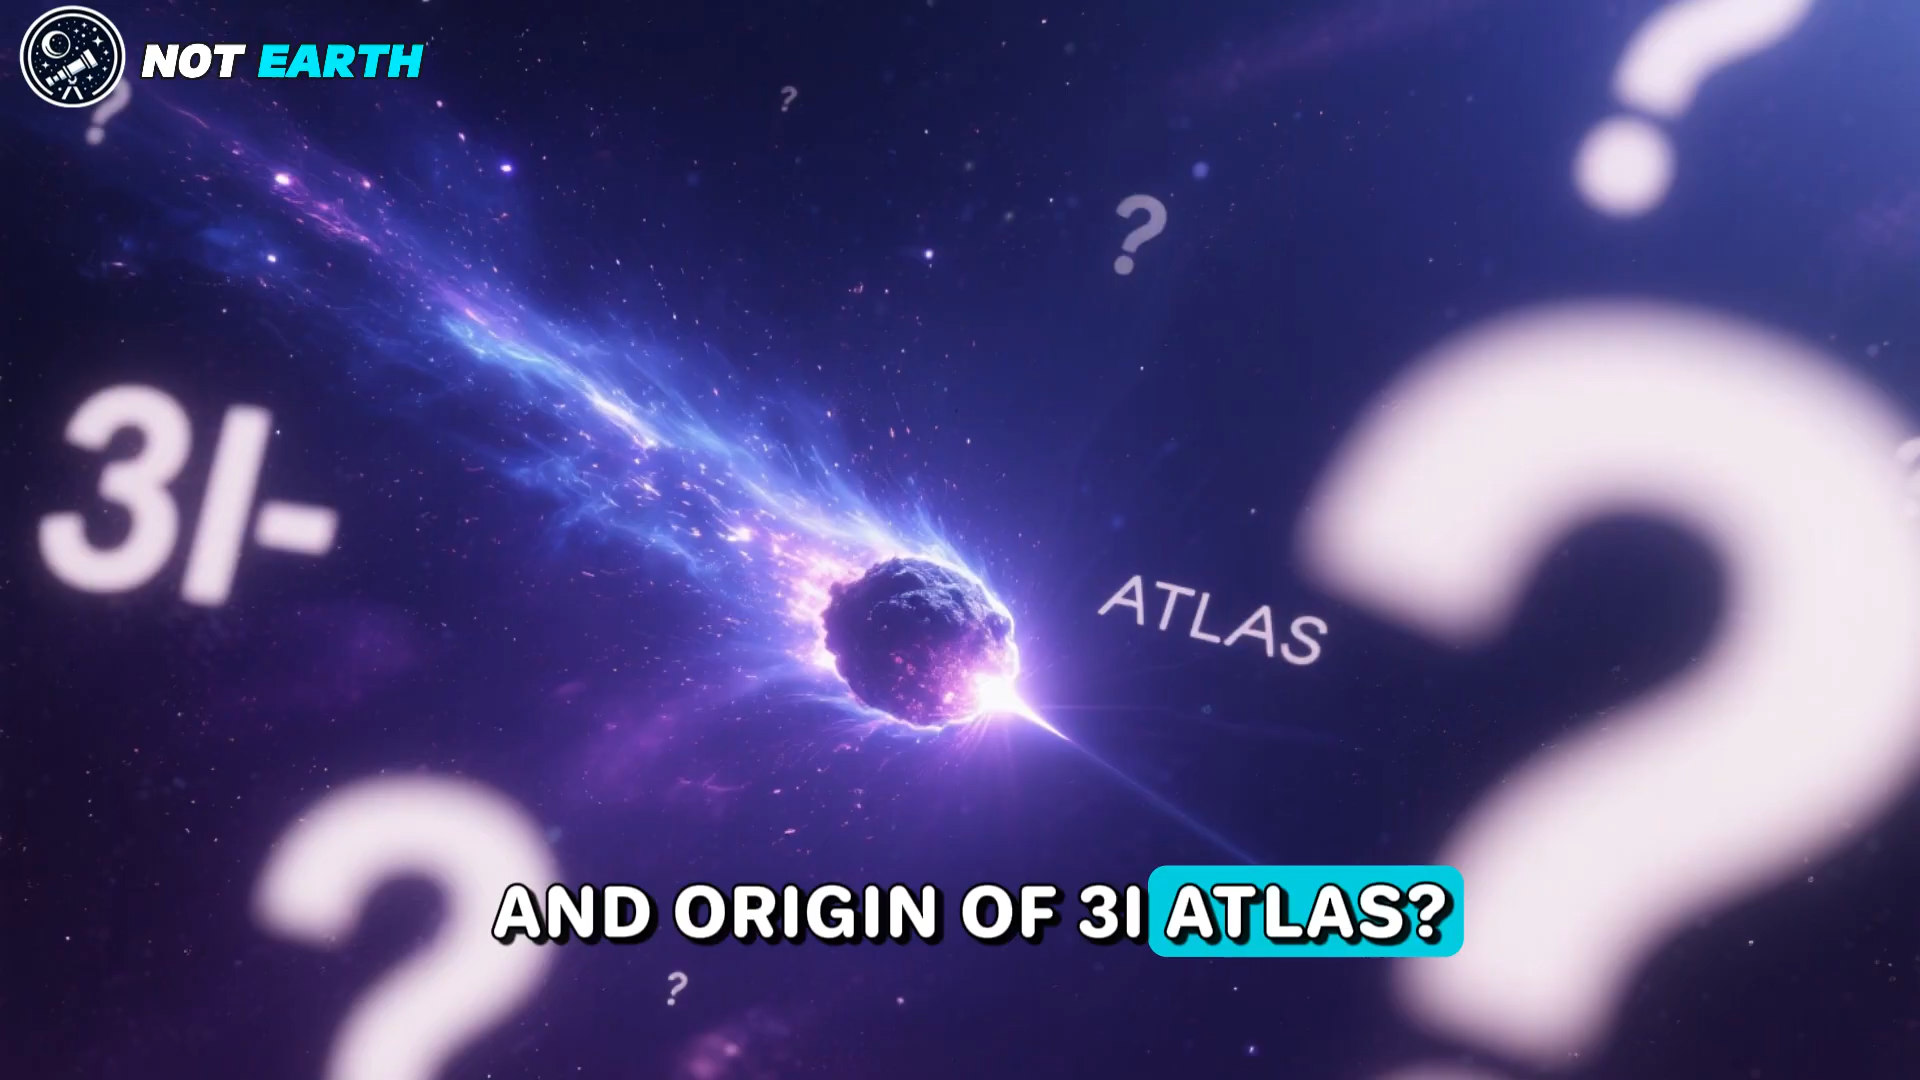 NOT EARTH
?
?
?
?
3I-
ATLAS
?
?
AND ORIGIN OF 3I ATLAS?
?